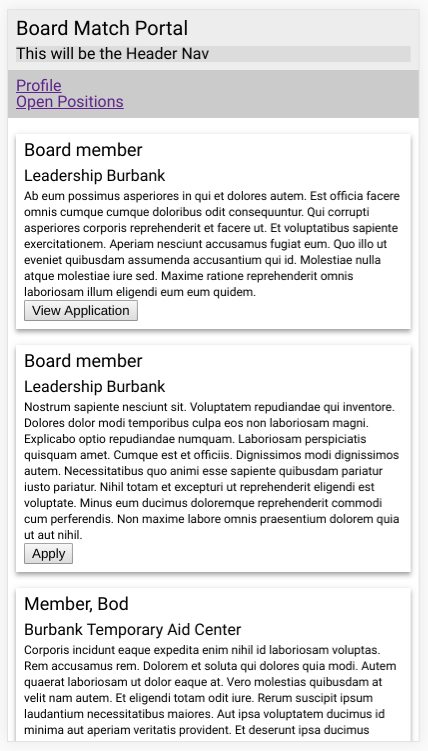 Board Match Portal
This will be the Header Nav
Profile
Open Positions
Board member
Leadership Burbank
Ab eum possimus asperiores in qui et dolores autem. Est officia facere
omnis cumque cumque doloribus odit consequuntur. Qui corrupti
asperiores corporis reprehenderit et facere ut. Et voluptatibus sapiente
exercitationem. Aperiam nesciunt accusamus fugiat eum. Quo illo ut
eveniet quibusdam assumenda accusantium qui id. Molestiae nulla
atque molestiae iure sed. Maxime ratione reprehenderit omnis
laboriosam illum eligendi eum eum quidem.
View Application
Board member
Leadership Burbank
Nostrum sapiente nesciunt sit. Voluptatem repudiandae qui inventore.
Dolores dolor modi temporibus culpa eos non laboriosam magni.
Explicabo optio repudiandae numquam. Laboriosam perspiciatis
quisquam amet. Cumque est et officiis. Dignissimos modi dignissimos
autem. Necessitatibus quo animi esse sapiente quibusdam pariatur
iusto pariatur. Nihil totam et excepturi ut reprehenderit eligendi est
voluptate. Minus eum ducimus doloremque reprehenderit commodi
cum perferendis. Non maxime labore omnis praesentium dolorem quia
ut aut nihil.
Apply
Member, Bod
Burbank Temporary Aid Center
Corporis incidunt eaque expedita enim nihil id laboriosam voluptas.
Rem accusamus rem. Dolorem et soluta qui dolores quia modi. Autem
quaerat laboriosam ut dolor eaque at. Vero molestias quibusdam at
velit nam autem. Et eligendi totam odit iure. Rerum suscipit ipsum
laudantium necessitatibus maiores. Aut ipsa voluptatem ducimus id
minima aut aperiam veritatis provident. Et deserunt ipsa ducimus